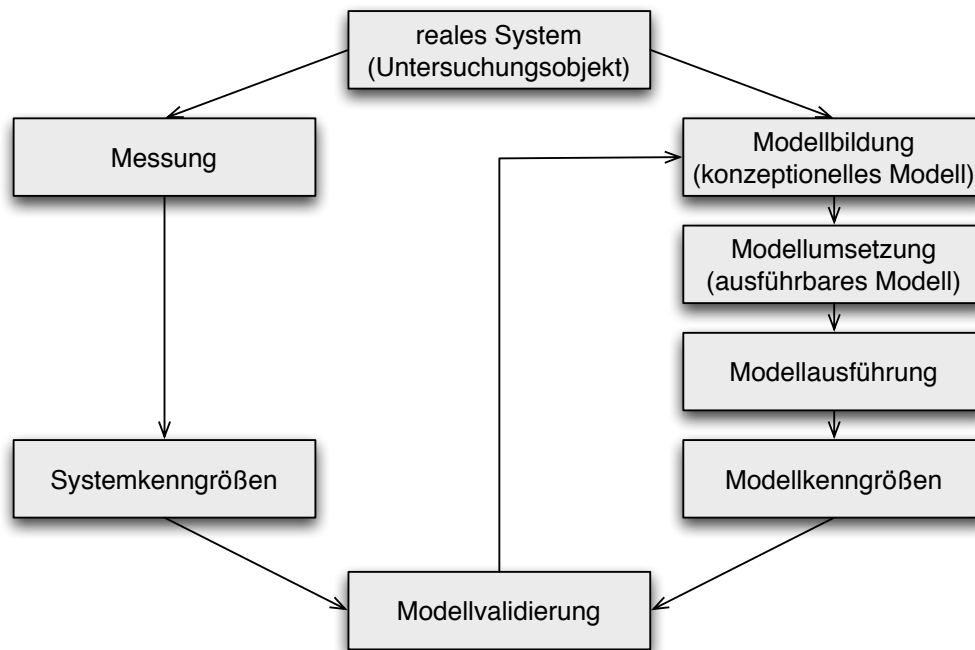 reales System
(Untersuchungsobjekt)
Messung
Modellbildung
(konzeptionelles Modell)
Modellumsetzung
(ausführbares Modell)
Modellausführung
Systemkenngrößen
Modellkenngrößen
Modellvalidierung